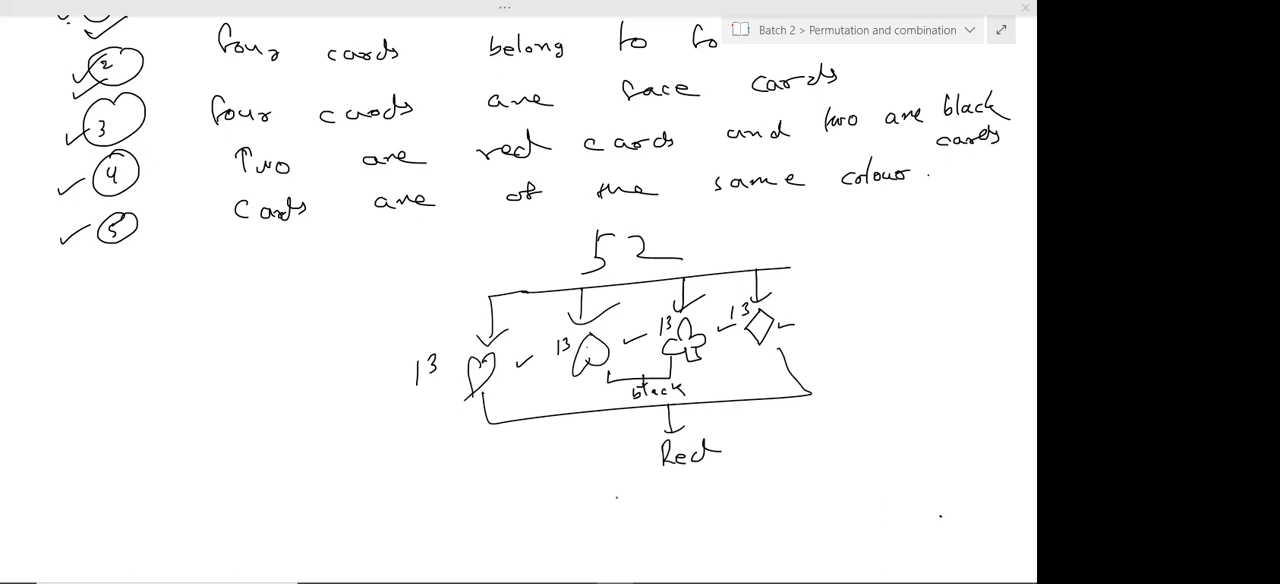 Batch 2 > Permutation and combination
2 four cards belong to fo
3 four cards are face cards
4 Two are red cards and two are black cards
5 Cards are of the same colour.
52
13 13 13 13
black
Red